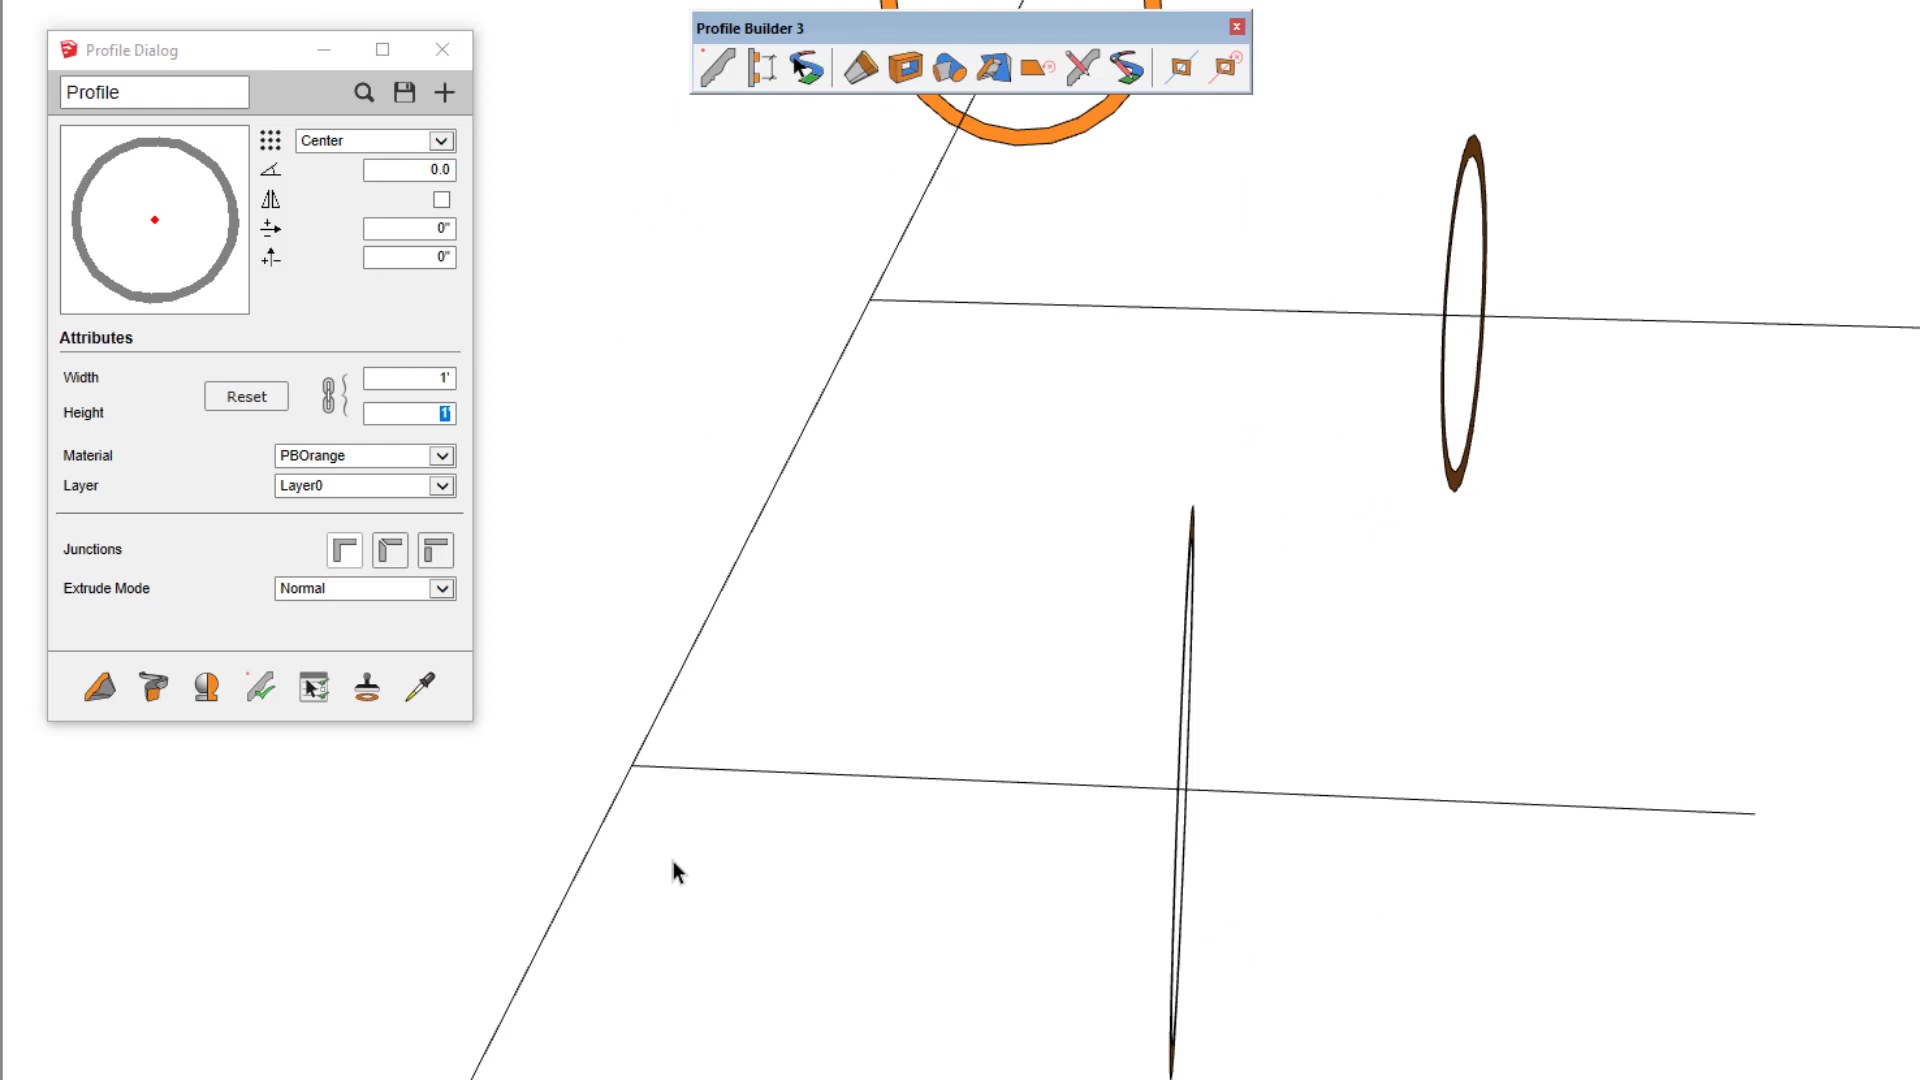 Profile Builder 3
Profile Dialog
Profile
Center
0.0
0"
0"
Attributes
Width
1'
Reset
Height
1'
Material
PBOrange
Layer
Layer0
Junctions
Extrude Mode
Normal